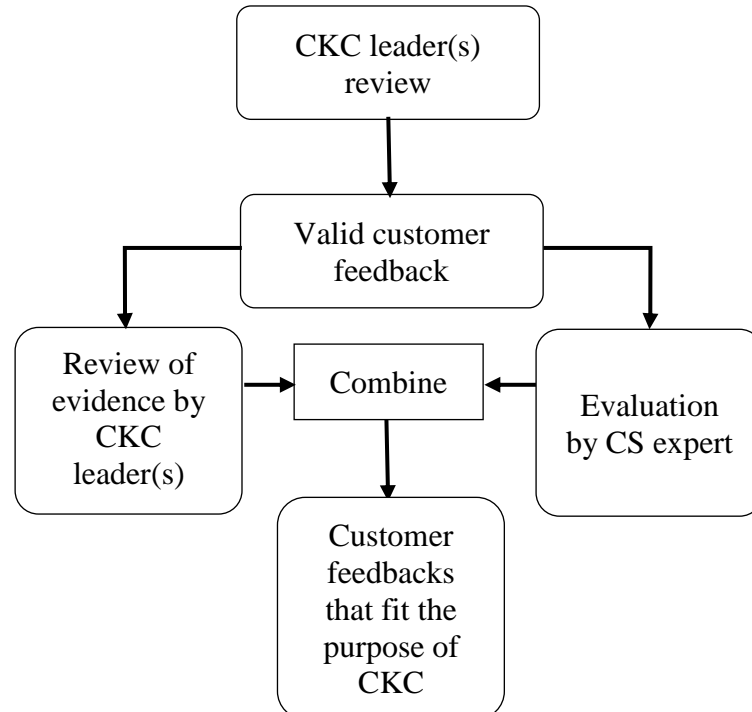 CKC leader(s)
review
Valid customer
feedback
Review of
evidence by
CKC
leader(s)
Combine
Evaluation
by CS expert
Customer
feedbacks
that fit the
purpose of
CKC